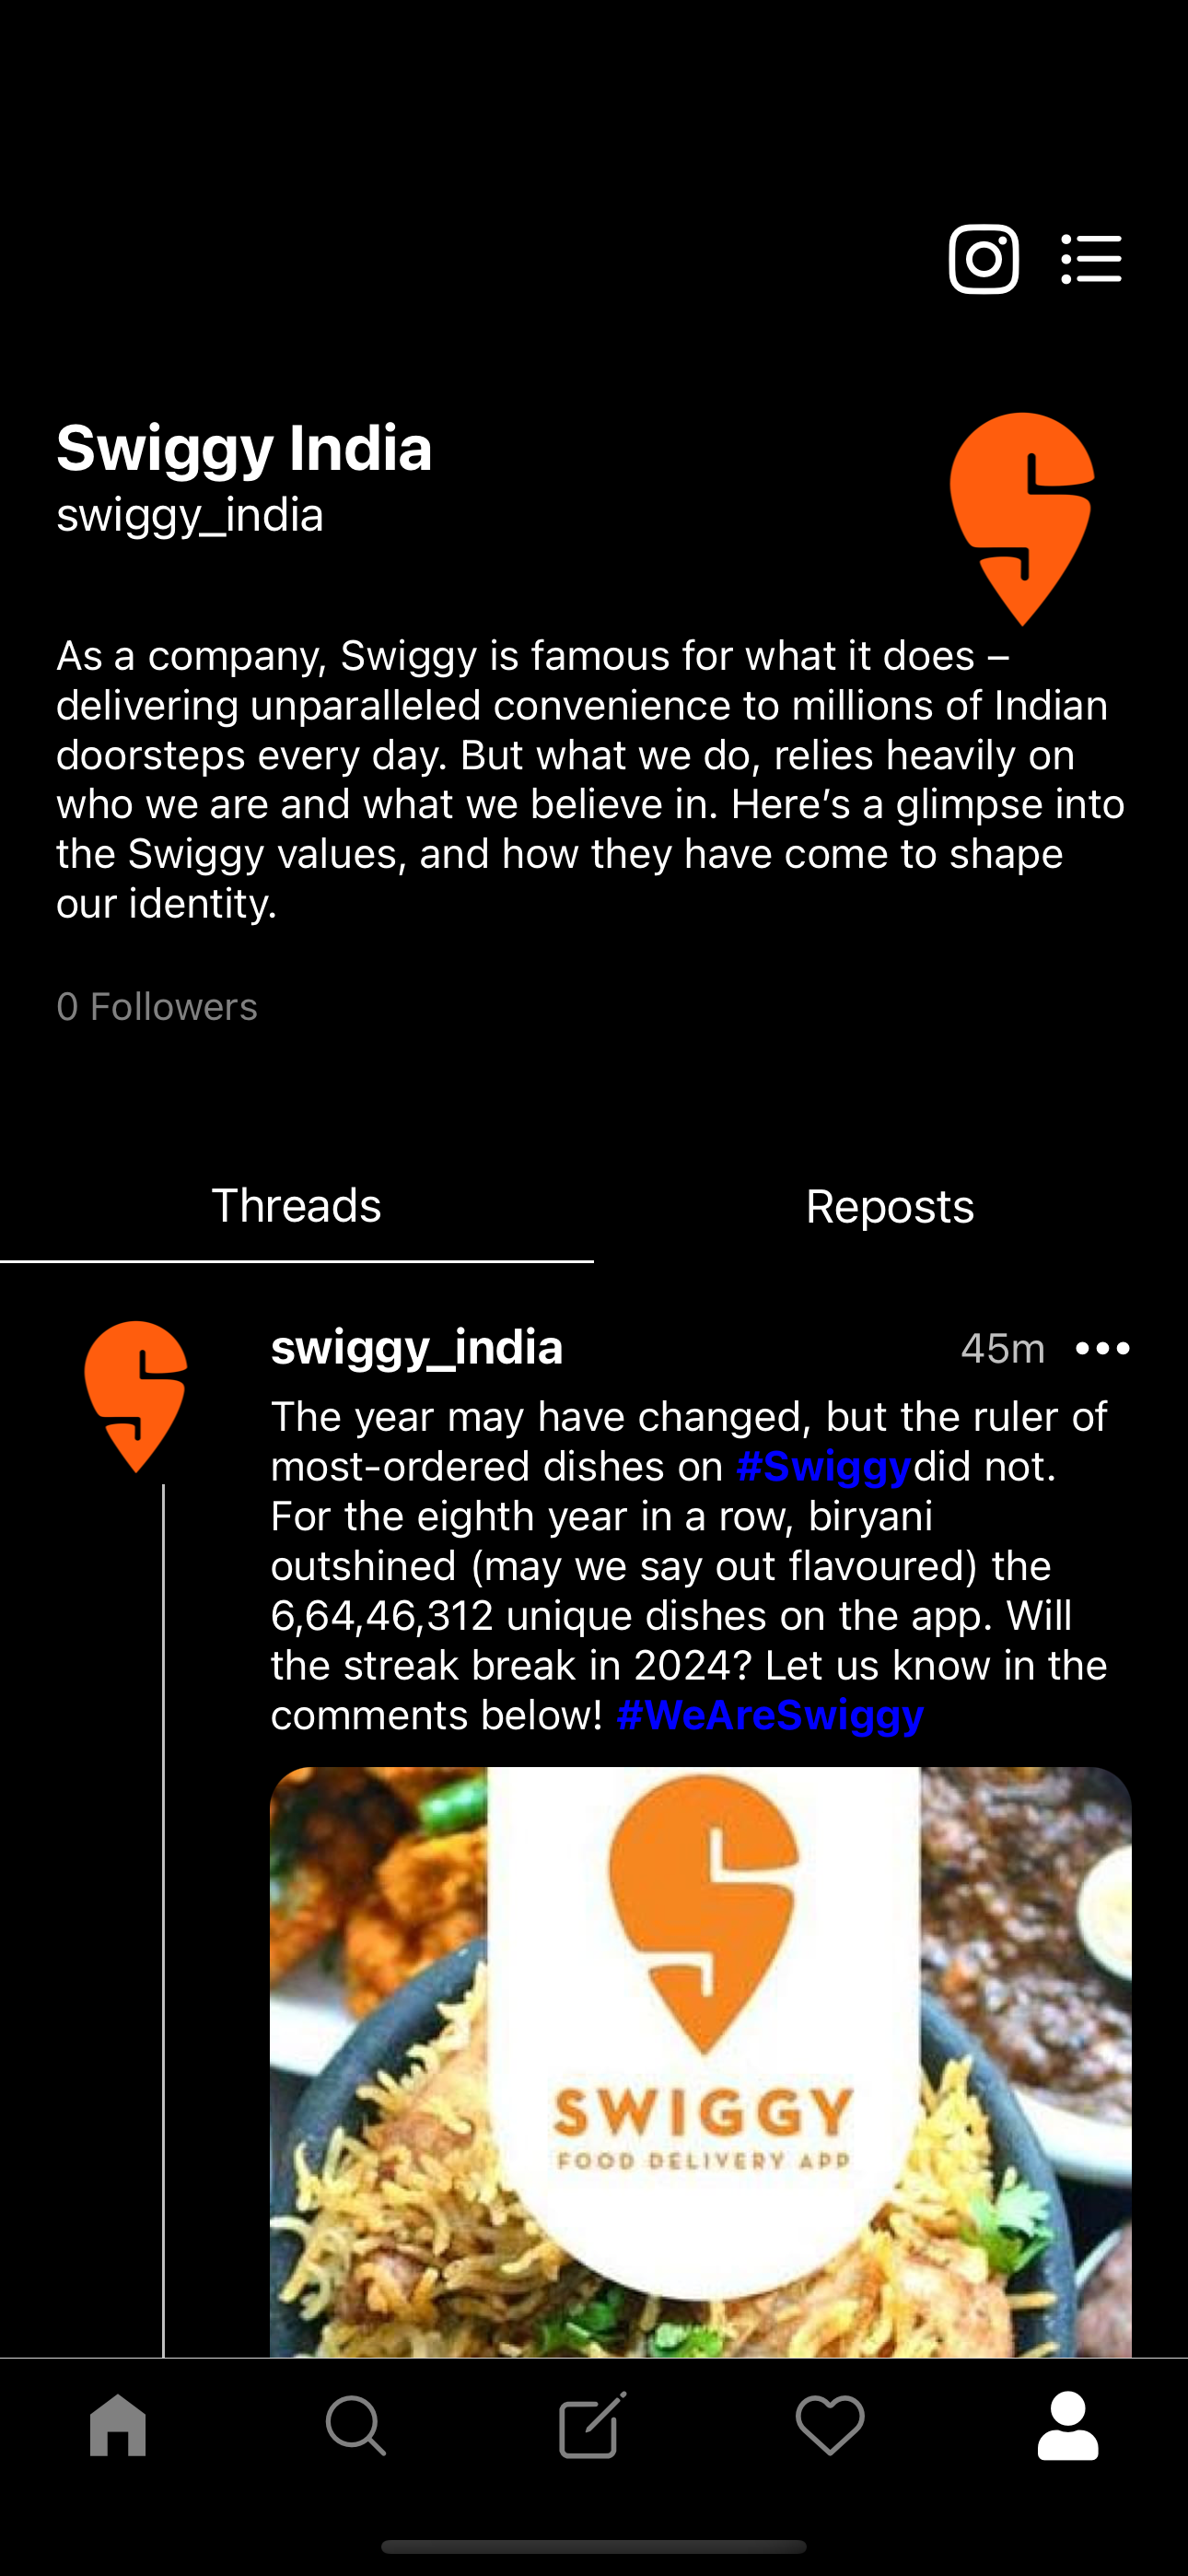 Swiggy India
swiggy_india
As a company, Swiggy is famous for what it does –
delivering unparalleled convenience to millions of Indian
doorsteps every day. But what we do, relies heavily on
who we are and what we believe in. Here’s a glimpse into
the Swiggy values, and how they have come to shape
our identity.
0 Followers
Threads
Reposts
swiggy_india
45m
The year may have changed, but the ruler of
most-ordered dishes on #Swiggydid not.
For the eighth year in a row, biryani
outshined (may we say out flavoured) the
6,64,46,312 unique dishes on the app. Will
the streak break in 2024? Let us know in the
comments below! #WeAreSwiggy
SWIGGY
FOOD DELIVERY APP